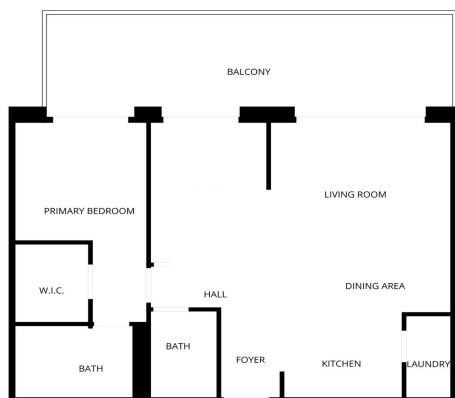 BALCONY
LIVING ROOM
PRIMARY BEDROOM
DINING AREA
W.I.C.
HALL
BATH
FOYER
KITCHEN
LAUNDRY
BATH